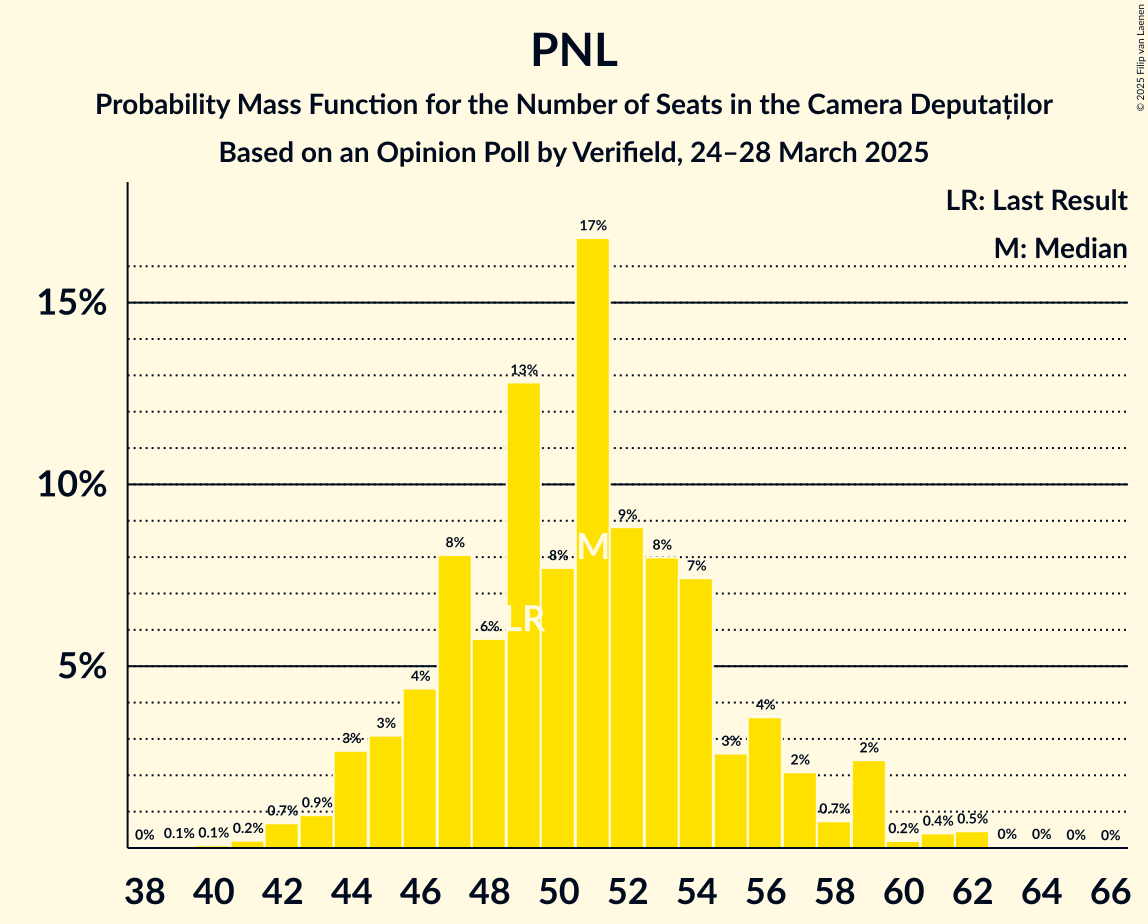 PNL
Probability Mass Function for the Number of Seats in the Camera Deputaților
Based on an Opinion Poll by Verifield, 24–28 March 2025
© 2025 Filip van Laenen
LR: Last Result
M: Median
15%
10%
5%
0% 0.1% 0.1% 0.2% 0.7% 0.9% 3% 3% 4% 8% 6% 13% 8% 17% 9% 8% 7% 3% 4% 2% 0.7% 2% 0.2% 0.4% 0.5% 0% 0% 0% 0%
LR M
38 40 42 44 46 48 50 52 54 56 58 60 62 64 66